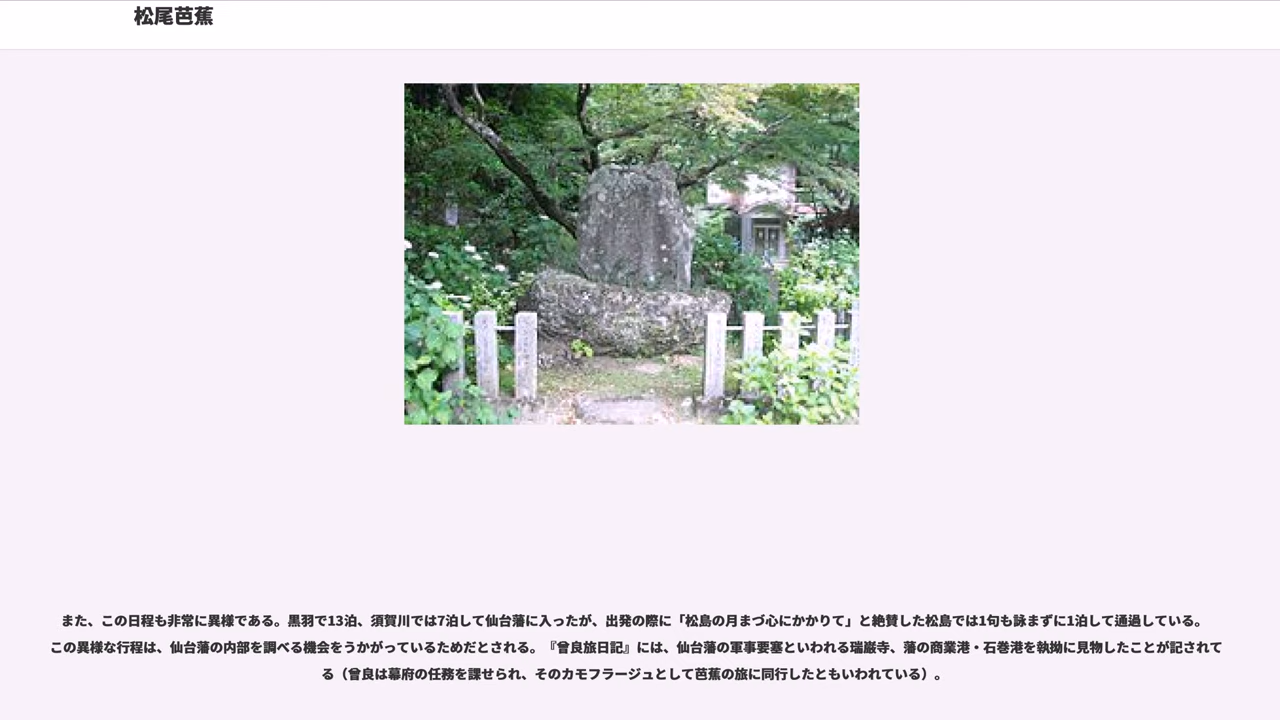 松尾芭蕉
また、この日程も非常に異様である。黒羽で13泊、須賀川では7泊して仙台藩に入ったが、出発の際に「松島の月まづ心にかかりて」と絶賛した松島では1句も詠まずに1泊して通過している。
この異様な行程は、仙台藩の内部を調べる機会をうかがっているためだとされる。『曾良旅日記』には、仙台藩の軍事要塞といわれる瑞巌寺、藩の商業港・石巻港を執拗に見物したことが記されて
る（曾良は幕府の任務を課せられ、そのカモフラージュとして芭蕉の旅に同行したともいわれている）。